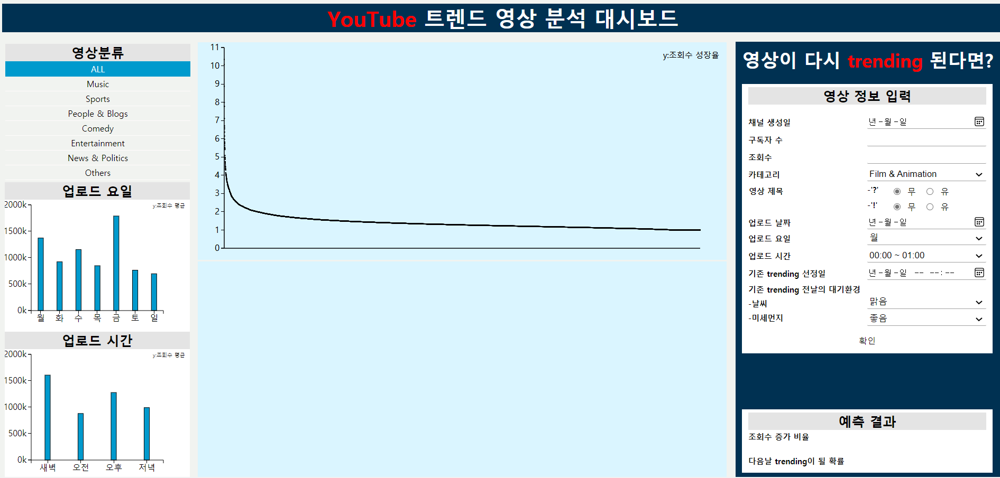 YouTube 트렌드 영상 분석 대시보드
영상분류
ALL
Music
Sports
People & Blogs
Comedy
Entertainment
News & Politics
Others
업로드 요일
y:조회수 평균
2000k
1500k
1000k
500k
0k
월 화 수 목 금 토 일
업로드 시간
y:조회수 평균
2000k
1500k
1000k
500k
0k
새벽 오전 오후 저녁
y:조회수 성장율
11
10
9
8
7
6
5
4
3
2
1
0
영상이 다시 trending 된다면?
영상 정보 입력
채널 생성일 년-월-일
구독자 수
조회수
카테고리 Film & Animation
영상 제목 -'?' 무 유
-'!' 무 유
업로드 날짜 년-월-일
업로드 요일 월
업로드 시간 00:00 ~ 01:00
기존 trending 선정일 년-월-일 -- --:--
기존 trending 전날의 대기환경
-날씨 맑음
-미세먼지 좋음
확인
예측 결과
조회수 증가 비율
다음날 trending이 될 확률